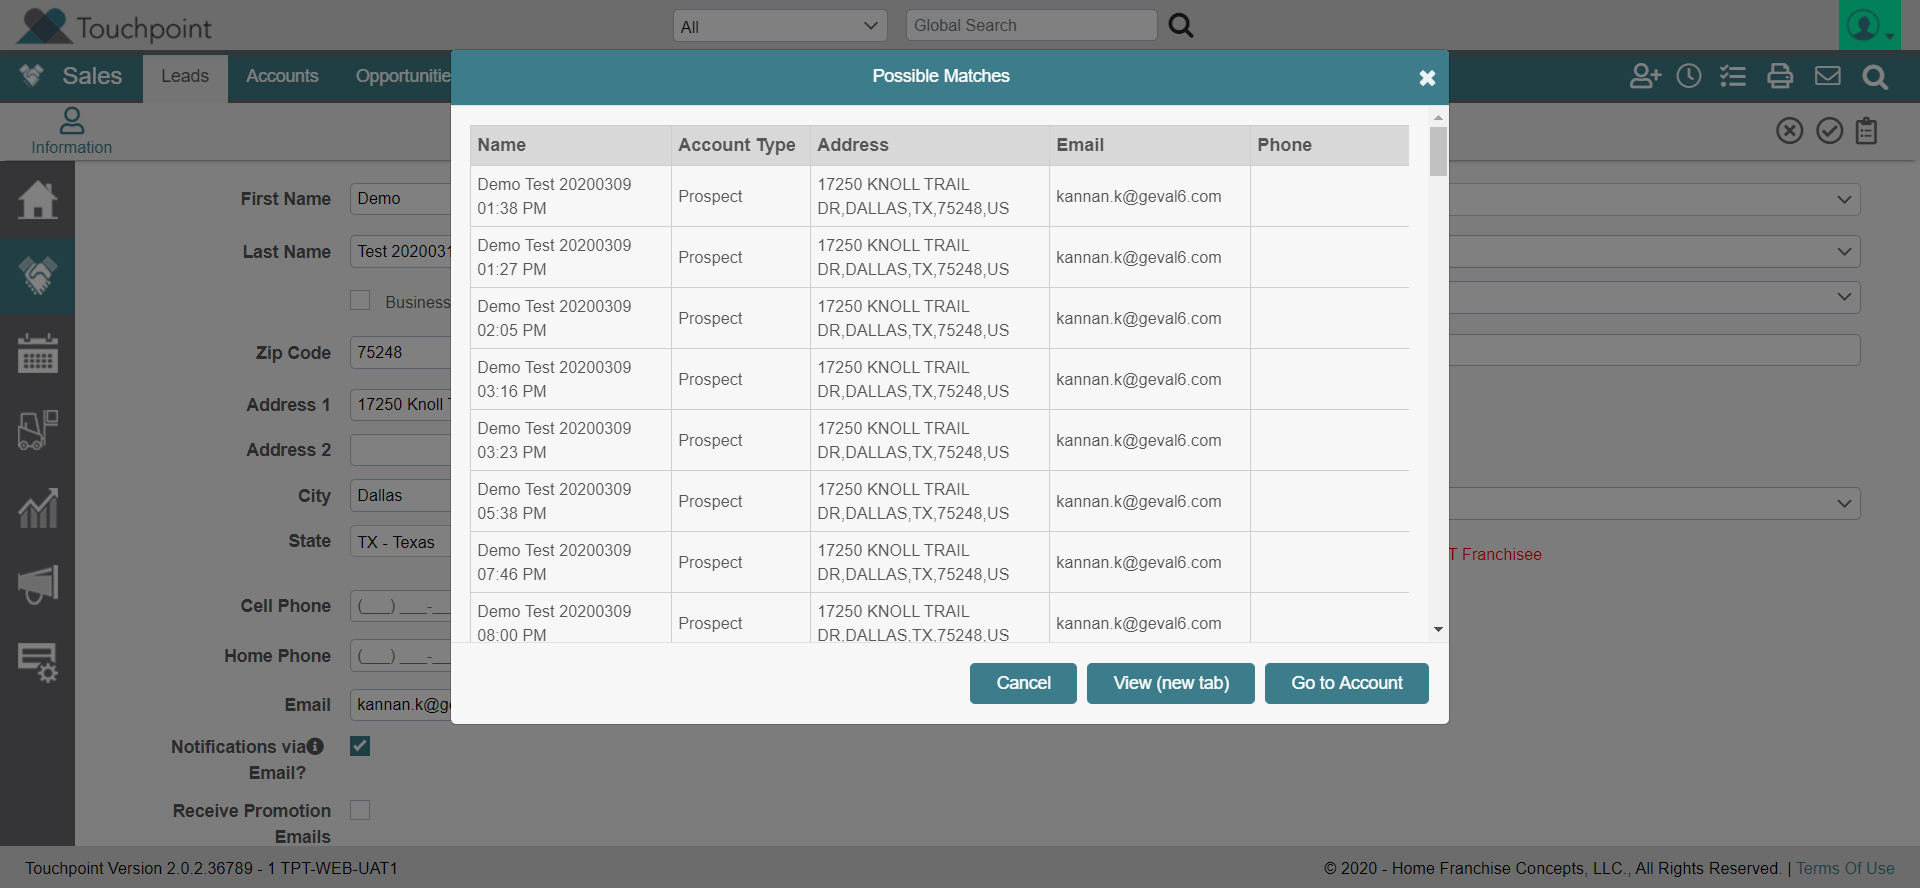 Touchpoint
All
Global Search
Sales
Leads
Accounts
Opportunitie
Possible Matches
Information
Name Account Type Address Email Phone
Demo Test 20200309
01:38 PM
Prospect
17250 KNOLL TRAIL
DR,DALLAS,TX,75248,US
kannan.k@geval6.com
Demo Test 20200309
01:27 PM
Prospect
17250 KNOLL TRAIL
DR,DALLAS,TX,75248,US
kannan.k@geval6.com
Demo Test 20200309
02:05 PM
Prospect
17250 KNOLL TRAIL
DR,DALLAS,TX,75248,US
kannan.k@geval6.com
Demo Test 20200309
03:16 PM
Prospect
17250 KNOLL TRAIL
DR,DALLAS,TX,75248,US
kannan.k@geval6.com
Demo Test 20200309
03:23 PM
Prospect
17250 KNOLL TRAIL
DR,DALLAS,TX,75248,US
kannan.k@geval6.com
Demo Test 20200309
05:38 PM
Prospect
17250 KNOLL TRAIL
DR,DALLAS,TX,75248,US
kannan.k@geval6.com
Demo Test 20200309
07:46 PM
Prospect
17250 KNOLL TRAIL
DR,DALLAS,TX,75248,US
kannan.k@geval6.com
Demo Test 20200309
08:00 PM
Prospect
17250 KNOLL TRAIL
DR,DALLAS,TX,75248,US
kannan.k@geval6.com
Cancel
View (new tab)
Go to Account
First Name Demo
Last Name Test 2020031
Business
Zip Code 75248
Address 1 17250 Knoll
Address 2
City Dallas
State TX - Texas
T Franchisee
Cell Phone (___) ___-__
Home Phone (___) ___-__
Email kannan.k@ge
Notifications via
Email?
Receive Promotion
Emails
Touchpoint Version 2.0.2.36789 - 1 TPT-WEB-UAT1
© 2020 - Home Franchise Concepts, LLC., All Rights Reserved. | Terms Of Use